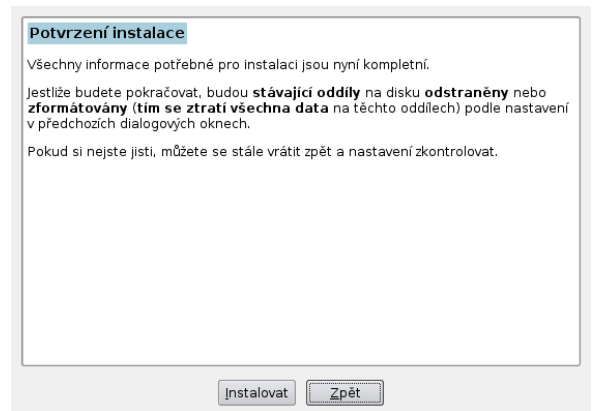 Potvrzení instalace
Všechny informace potřebné pro instalaci jsou nyní kompletní.
Jestliže budete pokračovat, budou stávající oddíly na disku odstraněny nebo
zformátovány (tím se ztratí všechna data na těchto oddílech) podle nastavení
v předchozích dialogových oknech.
Pokud si nejste jisti, můžete se stále vrátit zpět a nastavení zkontrolovat.
Instalovat Zpět